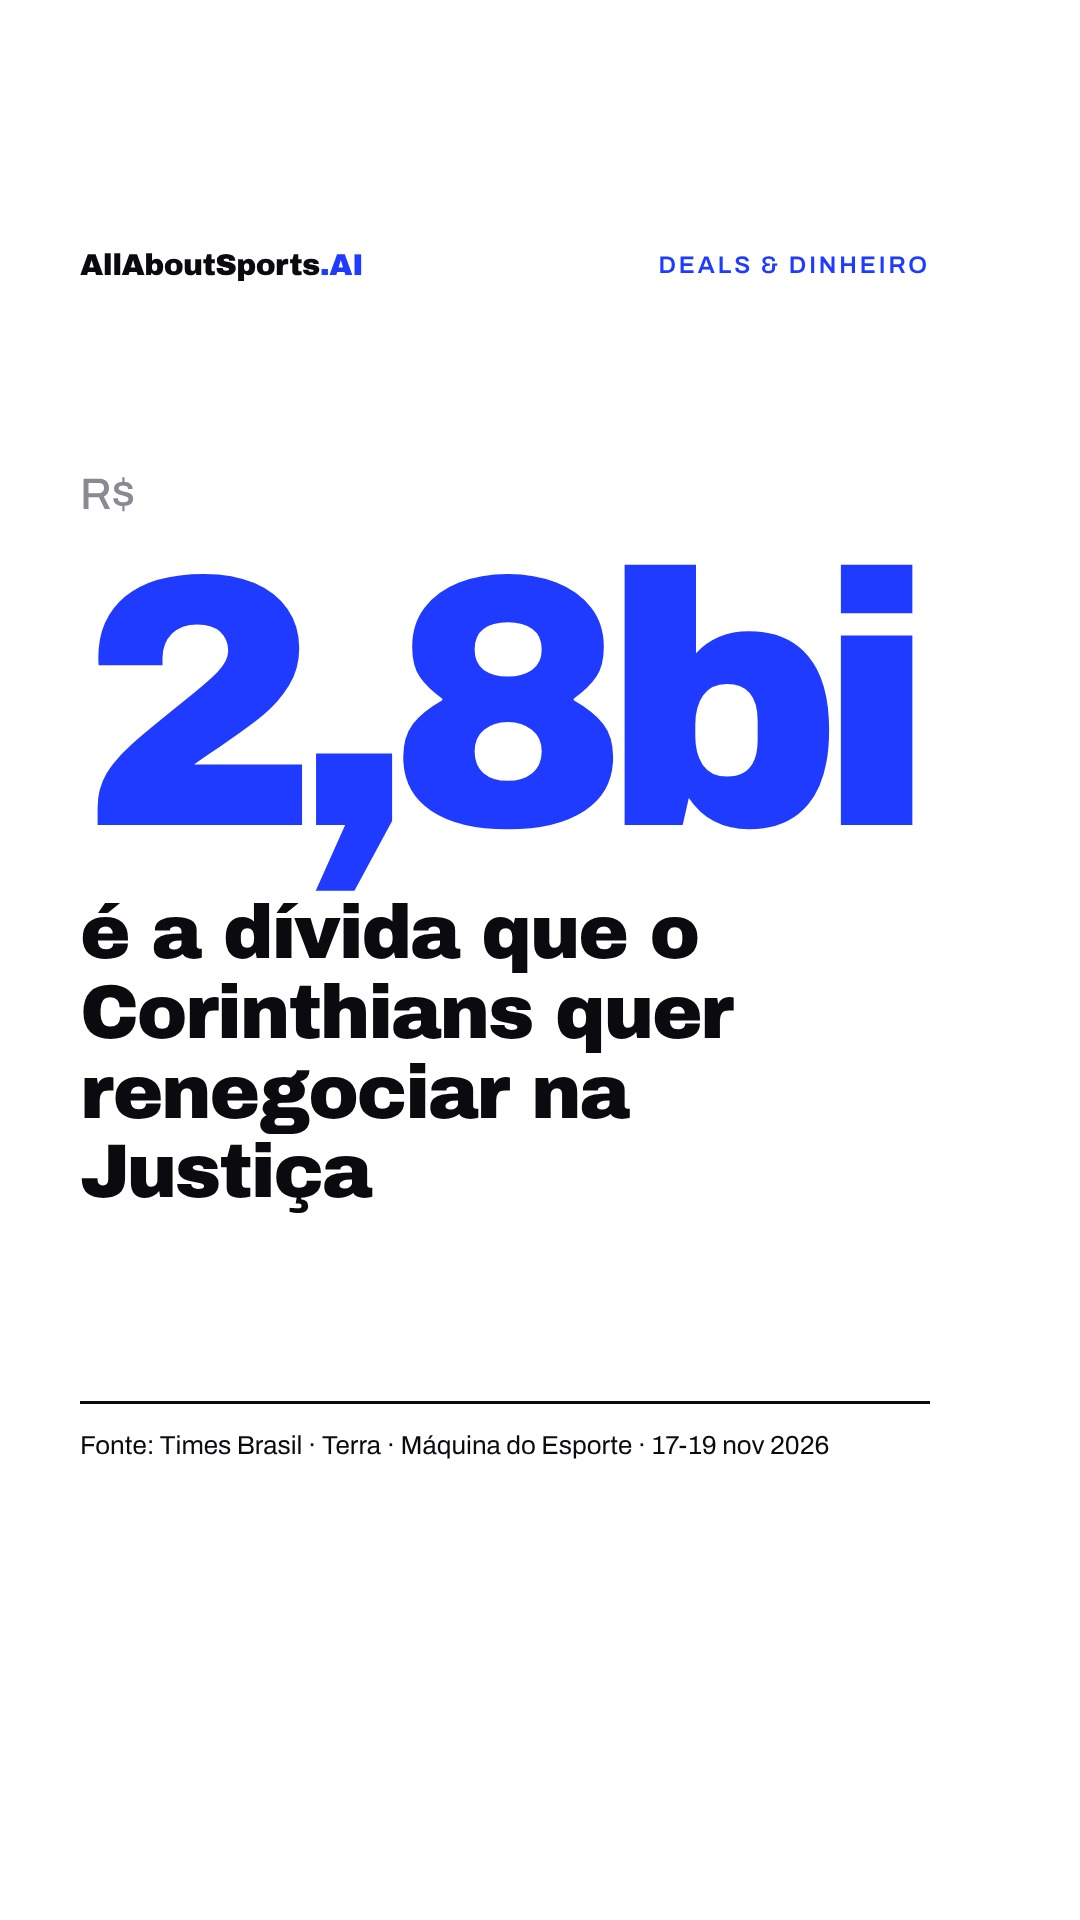 AllAboutSports.AI
DEALS & DINHEIRO
R$
2,8bi
é a dívida que o
Corinthians quer
renegociar na
Justiça
Fonte: Times Brasil · Terra · Máquina do Esporte · 17-19 nov 2026